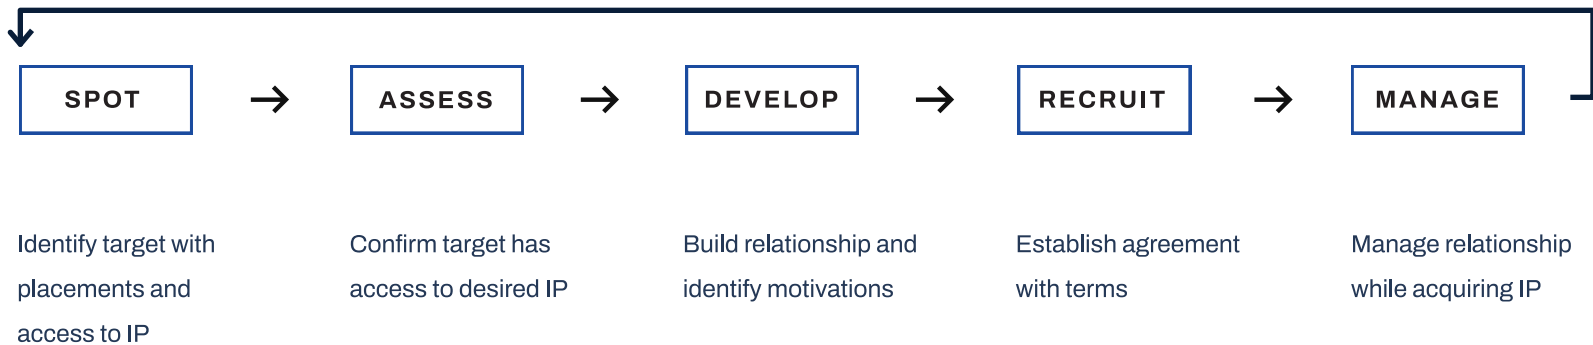 SPOT
ASSESS
DEVELOP
RECRUIT
MANAGE
Identify target with
placements and
access to IP
Confirm target has
access to desired IP
Build relationship and
identify motivations
Establish agreement
with terms
Manage relationship
while acquiring IP